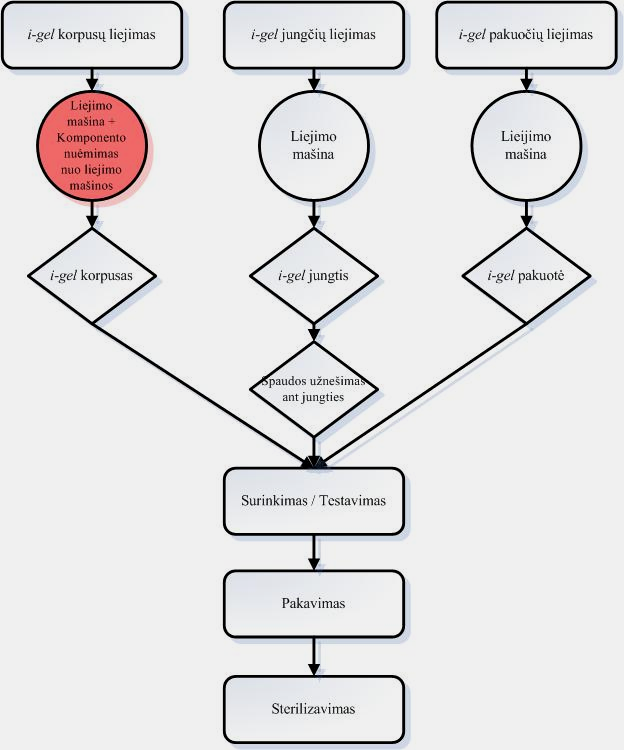 i-gel korpusų liejimas
i-gel jungčių liejimas
i-gel pakuočių liejimas
Liejimo
mašina +
Komponento
nuėmimas
nuo liejimo
mašinos
Liejimo
mašina
Lieijimo
mašina
i-gel korpusas
i-gel jungtis
i-gel pakuotė
Spaudos užnešimas
ant jungties
Surinkimas / Testavimas
Pakavimas
Sterilizavimas